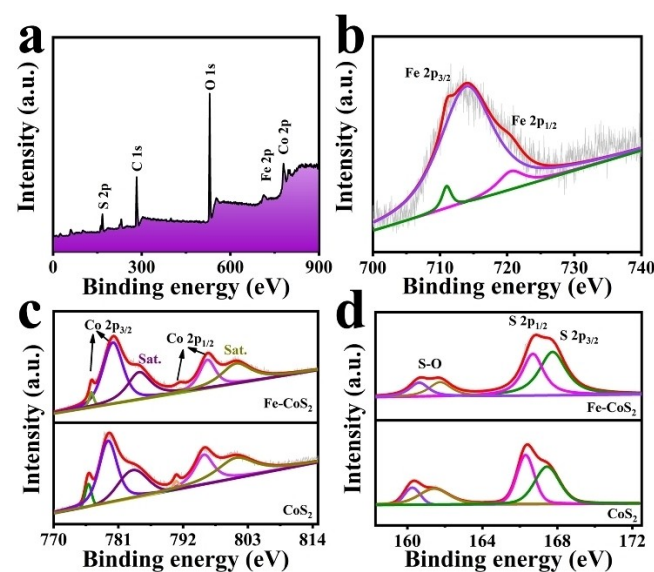 a
Intensity (a.u.)
S 2p
C 1s
O 1s
Fe 2p
Co 2p
0 300 600 900
Binding energy (eV)
b
Intensity (a.u.)
Fe 2p3/2
Fe 2p1/2
700 710 720 730 740
Binding energy (eV)
c
Intensity (a.u.)
Co 2p3/2
Sat.
Co 2p1/2
Sat.
Fe-CoS2
CoS2
770 781 792 803 814
Binding energy (eV)
d
Intensity (a.u.)
S-O
S 2p1/2
S 2p3/2
Fe-CoS2
CoS2
160 164 168 172
Binding energy (eV)